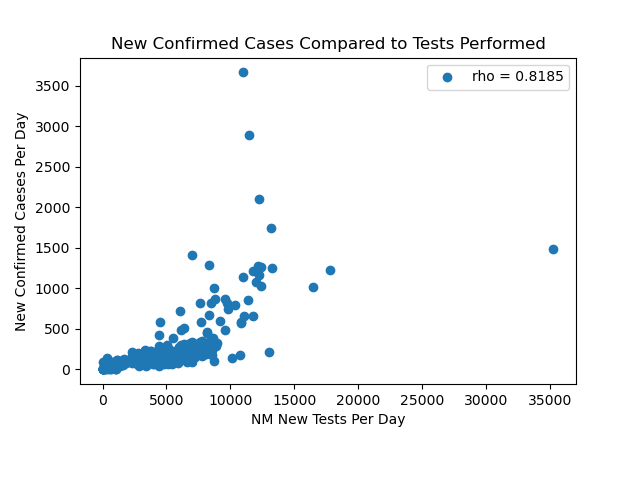 New Confirmed Cases Compared to Tests Performed
rho = 0.8185
3500
3000
2500
2000
1500
1000
500
0
New Confirmed Caeses Per Day
0 5000 10000 15000 20000 25000 30000 35000
NM New Tests Per Day